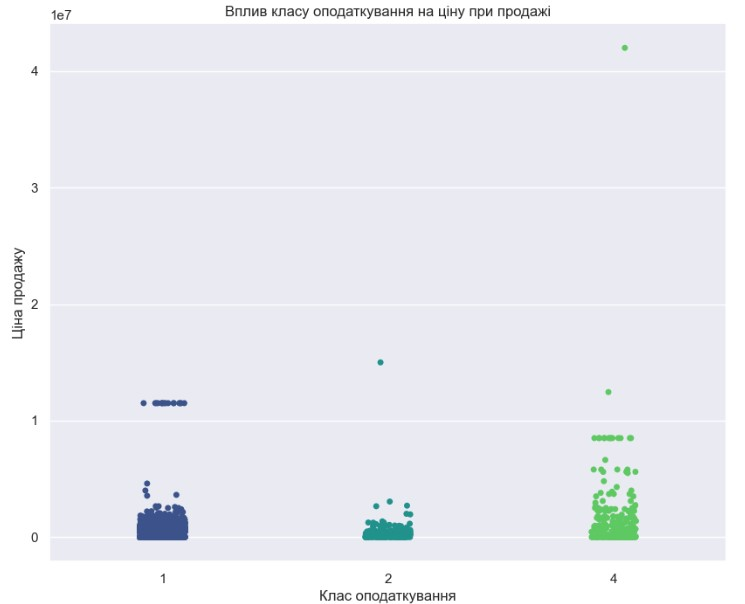 Вплив класу оподаткування на ціну при продажі
1e7
4
3
2
1
0
Ціна продажу
1 2 4
Клас оподаткування